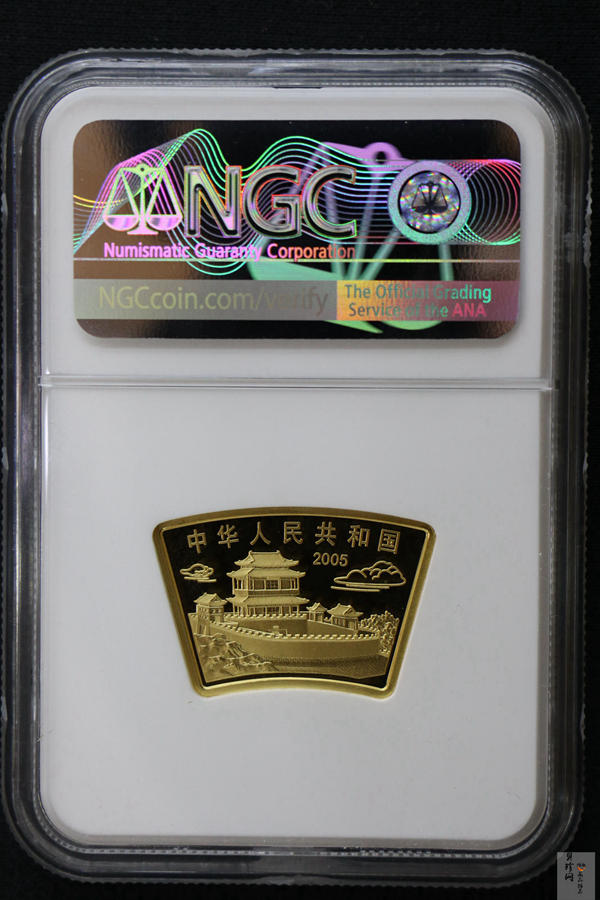 NGC
Numismatic Guaranty Corporation
NGCcoin.com/verify
The Official Grading
Service of the ANA
中华人民共和国
2005